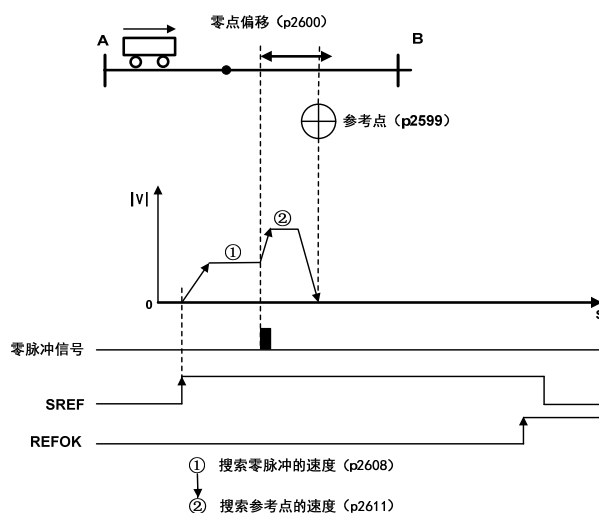 零点偏移（p2600）
A
B
参考点（p2599）
|V|
①
②
0
s
零脉冲信号
SREF
REFOK
① 搜索零脉冲的速度（p2608）
② 搜索参考点的速度（p2611）